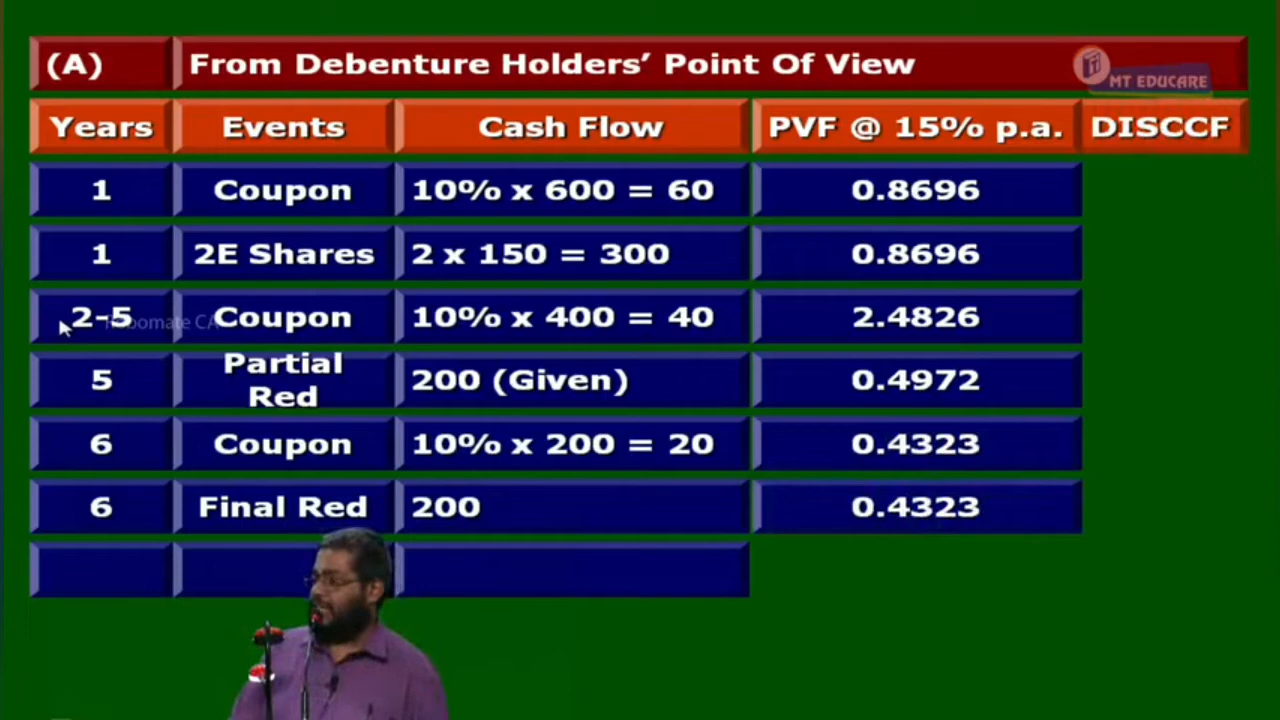 (A) From Debenture Holders’ Point Of View
MT EDUCARE
Years Events Cash Flow PVF @ 15% p.a. DISCCF
1 Coupon 10% x 600 = 60 0.8696
1 2E Shares 2 x 150 = 300 0.8696
2-5 Coupon 10% x 400 = 40 2.4826
Robomate CA
5 Partial Red 200 (Given) 0.4972
6 Coupon 10% x 200 = 20 0.4323
6 Final Red 200 0.4323